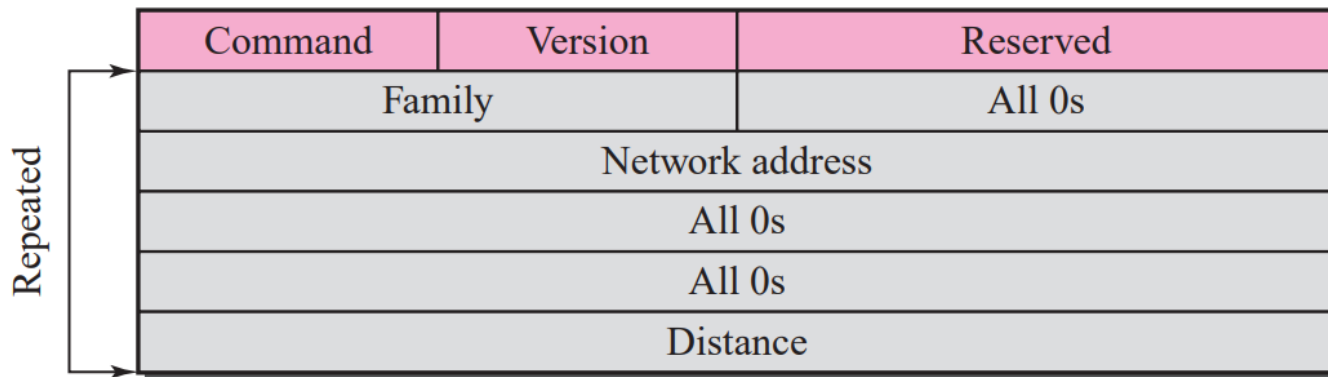 Command Version Reserved
Family All 0s
Network address
All 0s
All 0s
Distance
Repeated